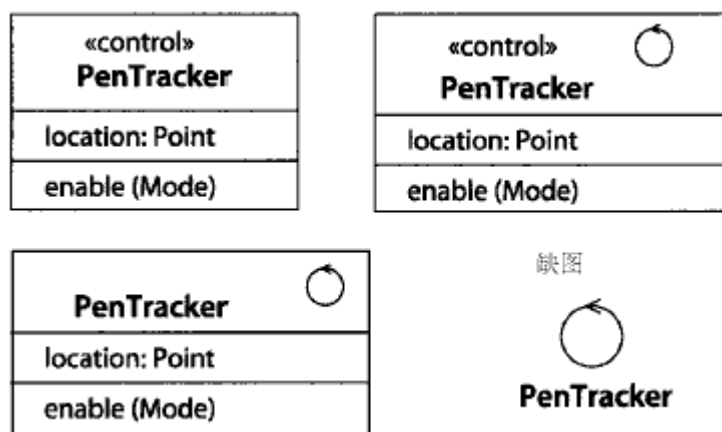 «control»
PenTracker
location: Point
enable (Mode)
«control»
PenTracker
location: Point
enable (Mode)
PenTracker
location: Point
enable (Mode)
缺图
PenTracker